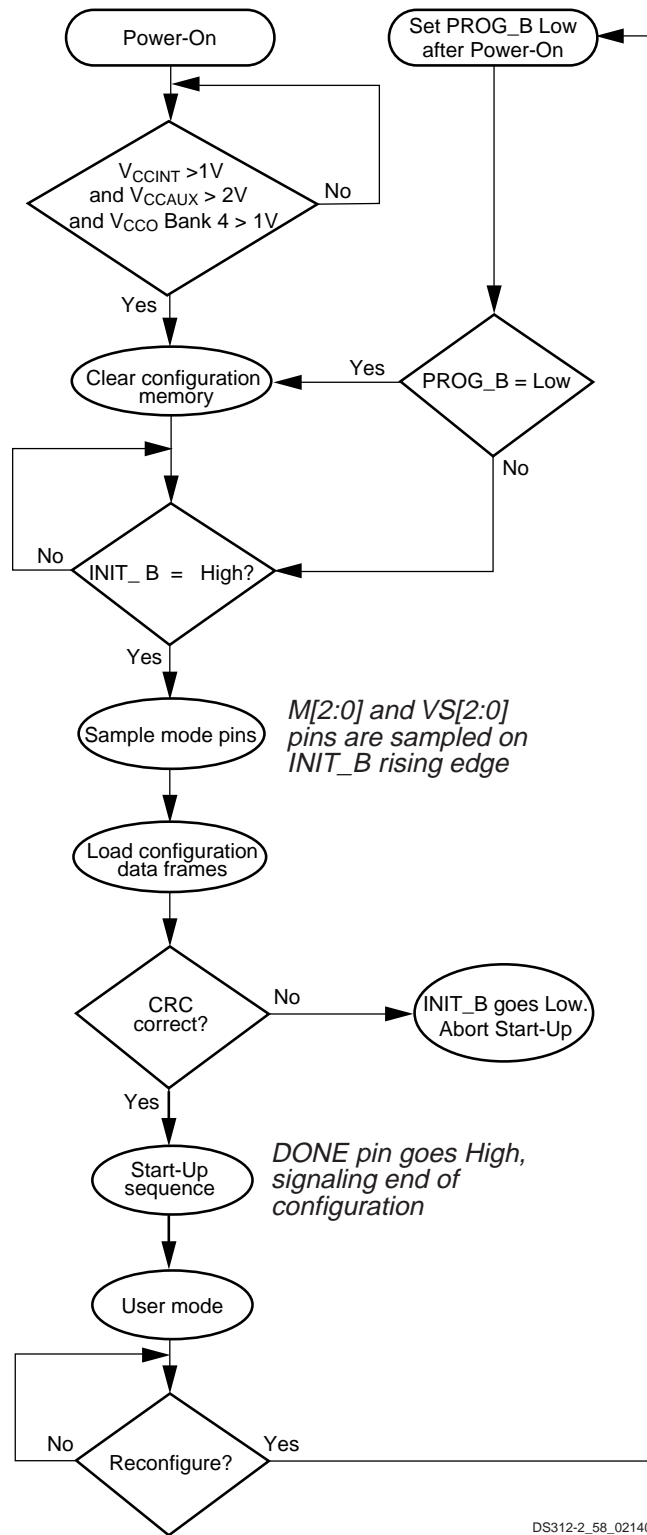 Power-On
Set PROG_B Low
after Power-On
VCCINT >1V
and VCCAUX > 2V
and VCCO Bank 4 > 1V
No
Yes
Clear configuration
memory
Yes
PROG_B = Low
No
No
INIT_ B = High?
Yes
Sample mode pins
M[2:0] and VS[2:0]
pins are sampled on
INIT_B rising edge
Load configuration
data frames
CRC
correct?
No
INIT_B goes Low.
Abort Start-Up
Yes
Start-Up
sequence
DONE pin goes High,
signaling end of
configuration
User mode
No
Reconfigure?
Yes
DS312-2_58_02140